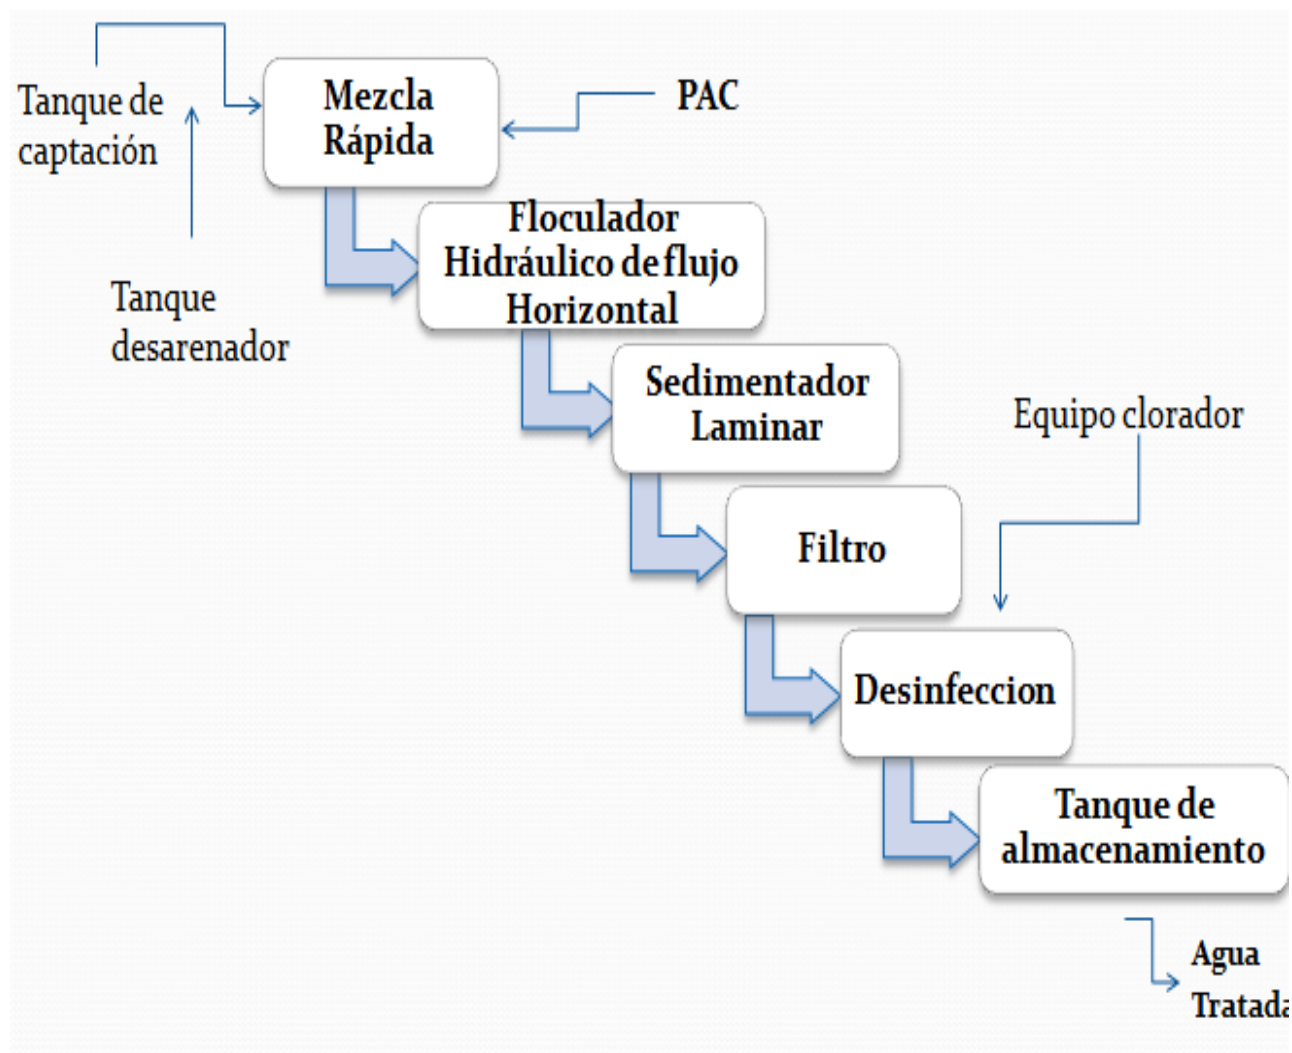 Tanque de
captación
Mezcla
Rápida
PAC
Tanque
desarenador
Floculador
Hidráulico de flujo
Horizontal
Sedimentador
Laminar
Equipo clorador
Filtro
Desinfeccion
Tanque de
almacenamiento
Agua
Tratada